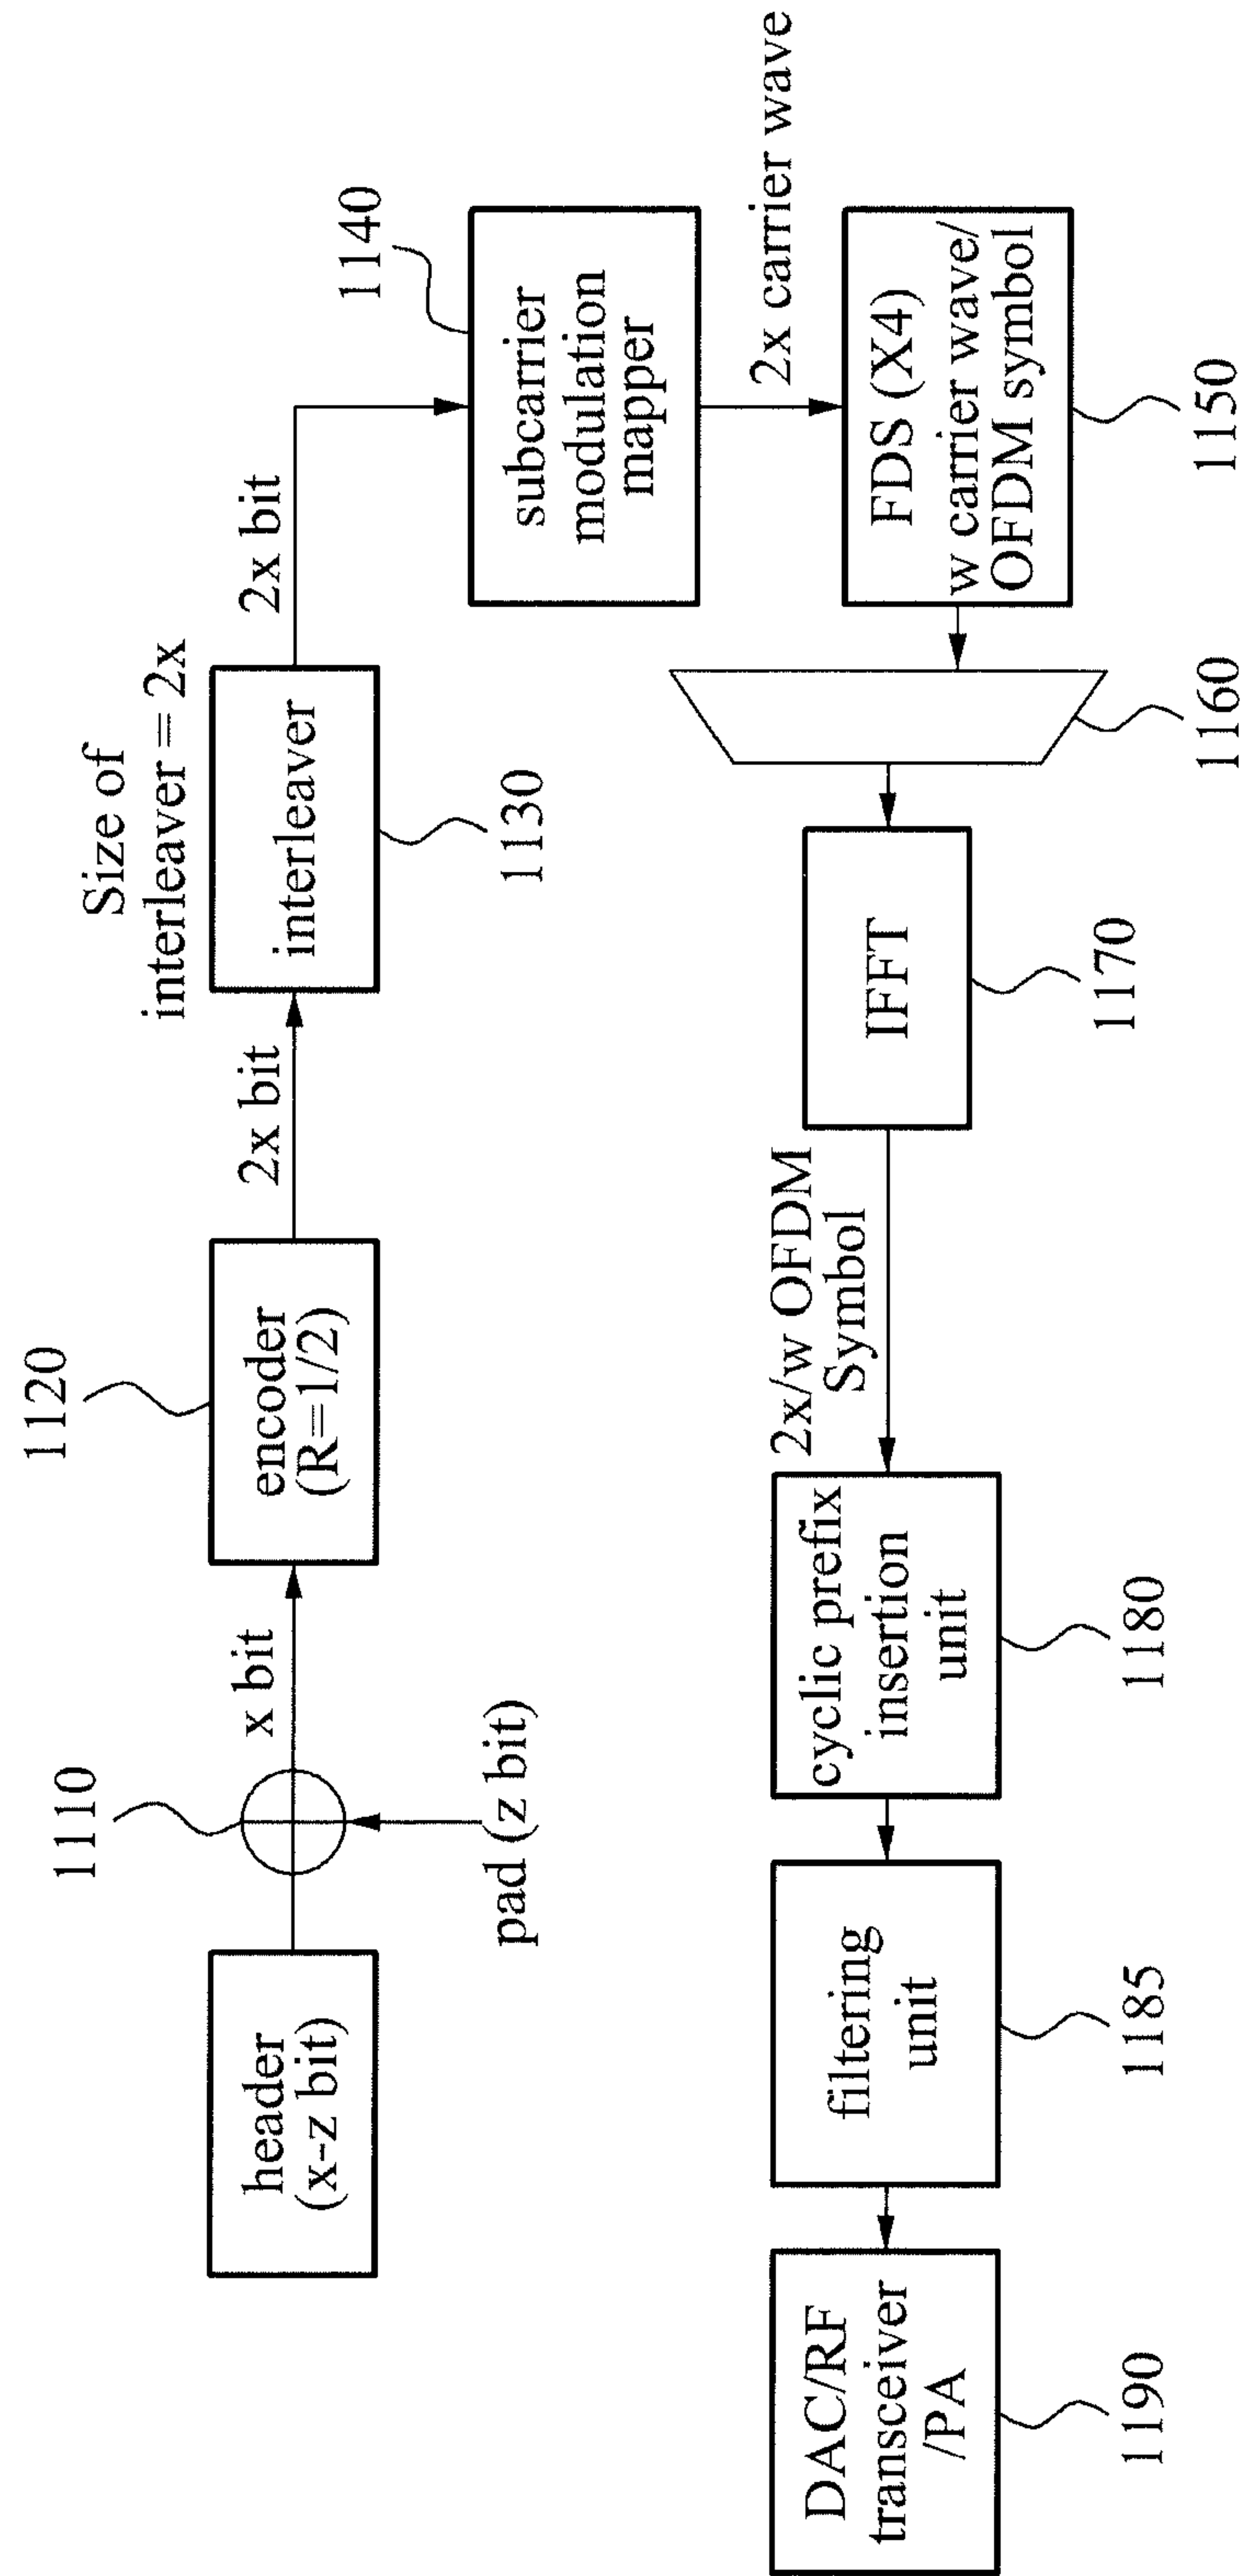 header
(x-z bit)
1110
pad (z bit)
x bit
1120
encoder
(R=1/2)
2x bit
Size of
interleaver = 2x
interleaver
1130
2x bit
1140
subcarrier
modulation
mapper
2x carrier wave
FDS (X4)
w carrier wave/
OFDM symbol
1150
1160
IFFT
1170
2x/w OFDM
Symbol
cyclic prefix
insertion
unit
1180
filtering
unit
1185
DAC/RF
transceiver
/PA
1190